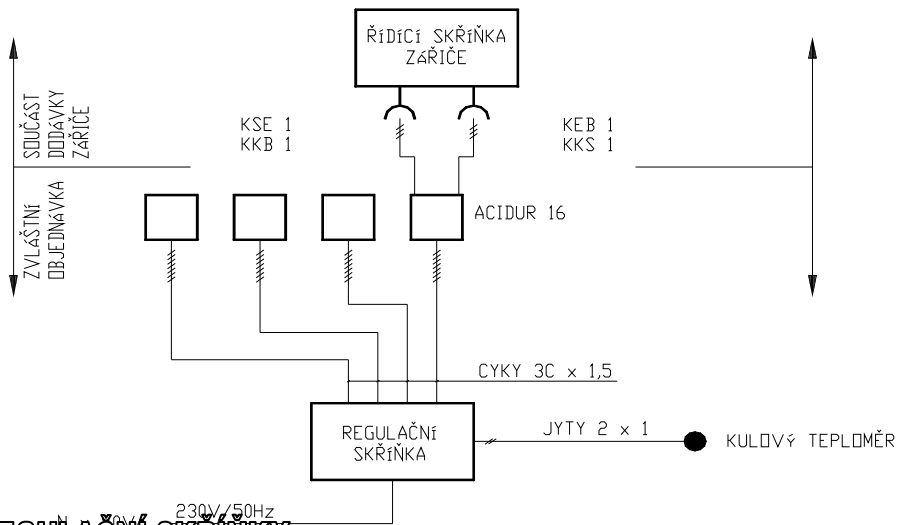 ŘÍDÍCÍ SKŘÍŇKA
ZÁŘIČE
SOUČÁST
DODÁVKY
ZÁŘIČE
KSE 1
KKB 1
KEB 1
KKS 1
ZVLÁŠTNÍ
OBJEDNÁVKA
ACIDUR 16
CYKY 3C x 1,5
REGULAČNÍ
SKŘÍŇKA
JYTY 2 x 1
KULOVÝ TEPLOMĚR
230V/50Hz